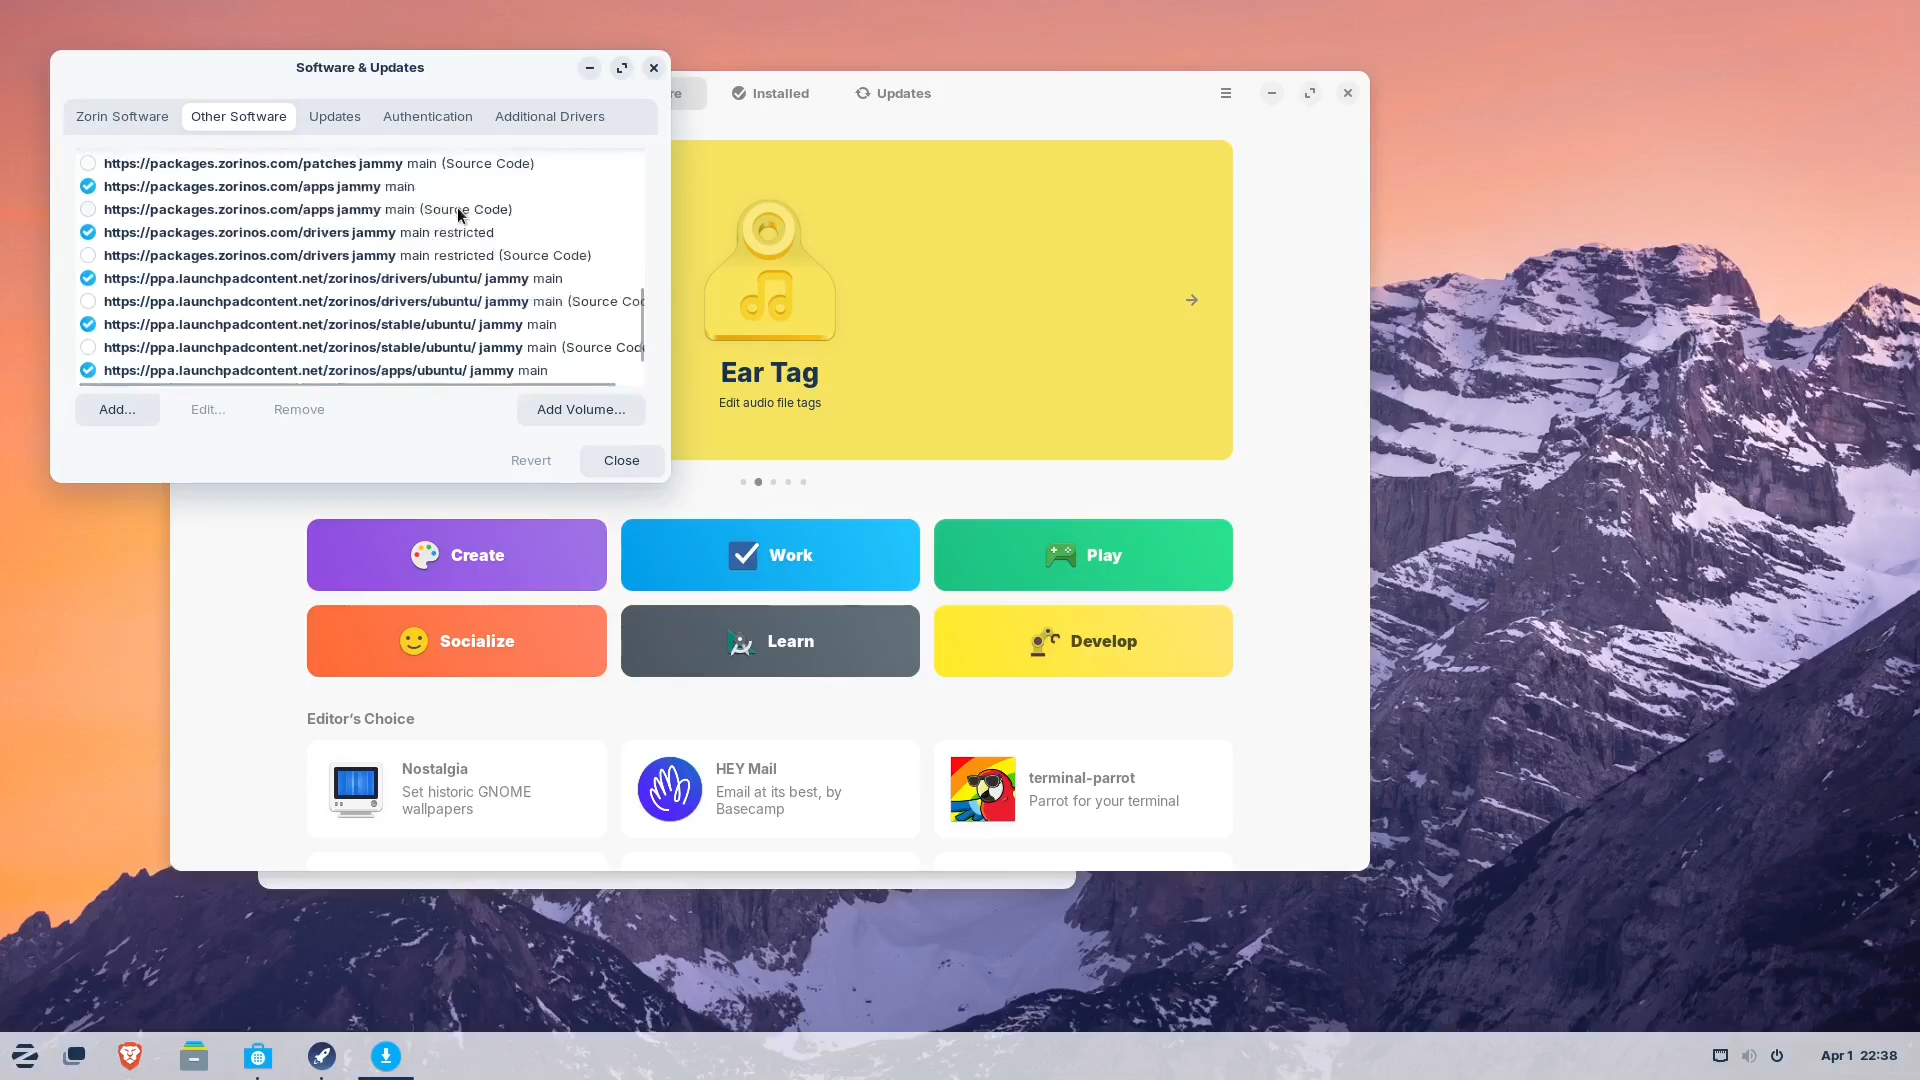 Software & Updates
Zorin Software
Other Software
Updates
Authentication
Additional Drivers
https://packages.zorinos.com/patches jammy main (Source Code)
https://packages.zorinos.com/apps jammy main
https://packages.zorinos.com/apps jammy main (Source Code)
https://packages.zorinos.com/drivers jammy main restricted
https://packages.zorinos.com/drivers jammy main restricted (Source Code)
https://ppa.launchpadcontent.net/zorinos/drivers/ubuntu/ jammy main
https://ppa.launchpadcontent.net/zorinos/drivers/ubuntu/ jammy main (Source Co
https://ppa.launchpadcontent.net/zorinos/stable/ubuntu/ jammy main
https://ppa.launchpadcontent.net/zorinos/stable/ubuntu/ jammy main (Source Cod
https://ppa.launchpadcontent.net/zorinos/apps/ubuntu/ jammy main
Add...
Edit...
Remove
Add Volume...
Revert
Close
re
Installed
Updates
Ear Tag
Edit audio file tags
Create
Work
Play
Socialize
Learn
Develop
Editor's Choice
Nostalgia
Set historic GNOME
wallpapers
HEY Mail
Email at its best, by
Basecamp
terminal-parrot
Parrot for your terminal
Apr 1 22:38